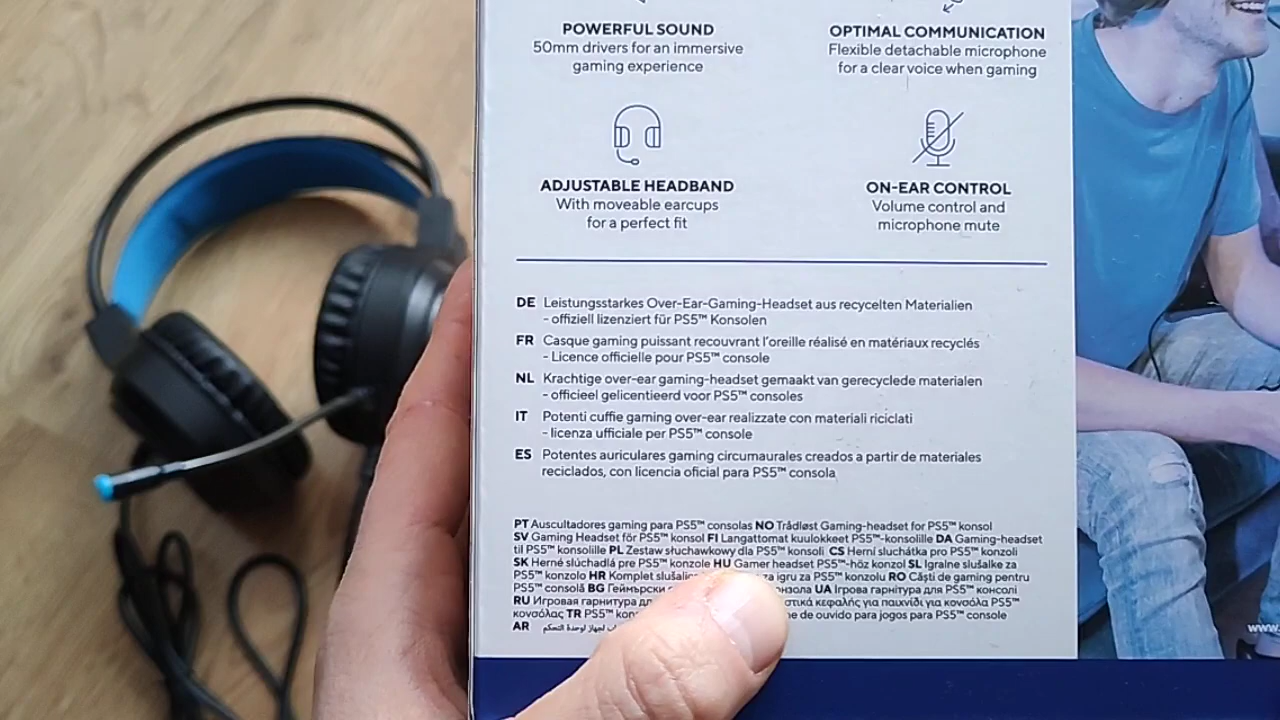 POWERFUL SOUND
50mm drivers for an immersive
gaming experience
OPTIMAL COMMUNICATION
Flexible detachable microphone
for a clear voice when gaming
ADJUSTABLE HEADBAND
With moveable earcups
for a perfect fit
ON-EAR CONTROL
Volume control and
microphone mute
DE Leistungsstarkes Over-Ear-Gaming-Headset aus recycelten Materialien
- offiziell lizenziert für PS5™ Konsolen
FR Casque gaming puissant recouvrant l'oreille réalisé en matériaux recyclés
- Licence officielle pour PS5™ console
NL Krachtige over-ear gaming-headset gemaakt van gerecyclede materialen
- officieel gelicentieerd voor PS5™ consoles
IT Potenti cuffie gaming over-ear realizzate con materiali riciclati
- licenza ufficiale per PS5™ console
ES Potentes auriculares gaming circumaurales creados a partir de materiales
reciclados, con licencia oficial para PS5™ consola
PT Auscultadores gaming para PS5™ consolas NO Trådløst Gaming-headset for PS5™ konsol
SV Gaming Headset för PS5™ konsol FI Langattomat kuulokkeet PS5™-konsolille DA Gaming-headset
til PS5™ konsolille PL Zestaw słuchawkowy dla PS5™ konsoli CS Herní sluchátka pro PS5™ konzoli
SK Herné slúchadlá pre PS5™ konzole HU Gamer headset PS5™-höz konzol SL Igralne slušalke za
PS5™ konzolo HR Komplet za igru za PS5™ konzolu RO Căști de gaming pentru
PS5™ consolă BG Геймърски UA Ігрова гарнітура для PS5™ консолі
RU Игровая гарнитура κεφαλής για παιχνίδι για κονσόλα PS5™
κονσόλας TR PS5™ de ouvido para jogos para PS5™ console
AR
www.